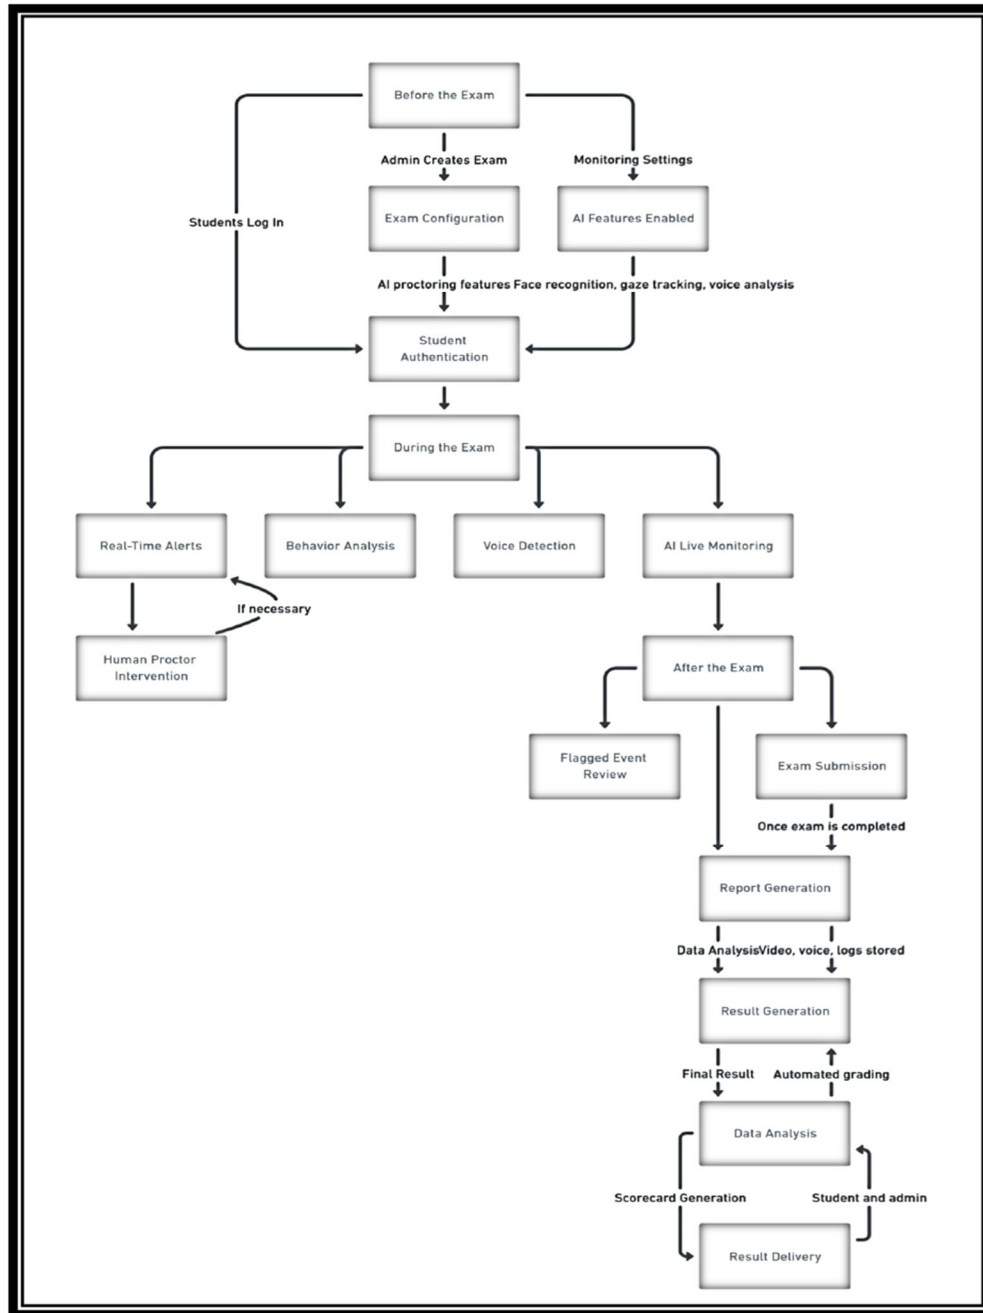 Before the Exam
Admin Creates Exam
Monitoring Settings
Students Log In
Exam Configuration
AI Features Enabled
AI proctoring features
Face recognition, gaze tracking, voice analysis
Student
Authentication
During the Exam
Real-Time Alerts
Behavior Analysis
Voice Detection
AI Live Monitoring
If necessary
Human Proctor
Intervention
After the Exam
Flagged Event
Review
Exam Submission
Once exam is completed
Report Generation
Data Analysis
Video, voice, logs stored
Result Generation
Final Result
Automated grading
Data Analysis
Scorecard Generation
Student and admin
Result Delivery